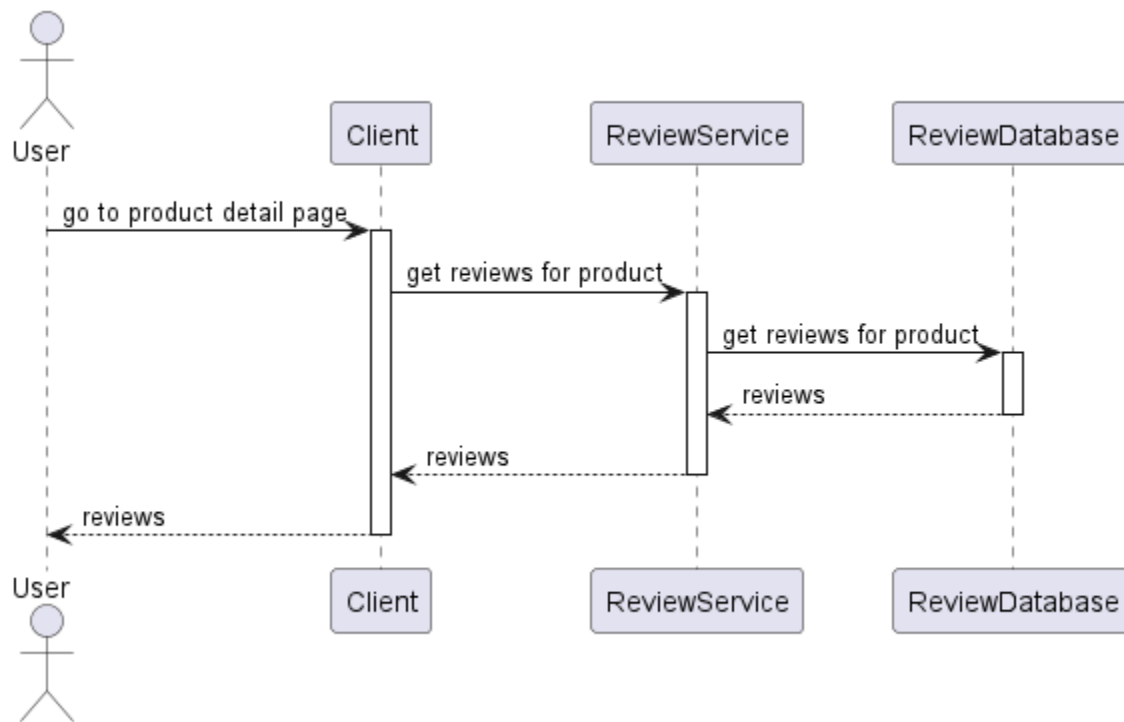 User
Client
ReviewService
ReviewDatabase
go to product detail page
get reviews for product
get reviews for product
reviews
reviews
reviews
User
Client
ReviewService
ReviewDatabase